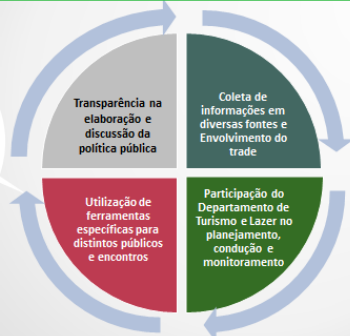 Transparência na
elaboração e
discussão da
política pública
Coleta de
informações em
diversas fontes e
Envolvimento do
trade
Utilização de
ferramentas
específicas para
distintos públicos
e encontros
Participação do
Departamento de
Turismo e Lazer no
planejamento,
condução e
monitoramento